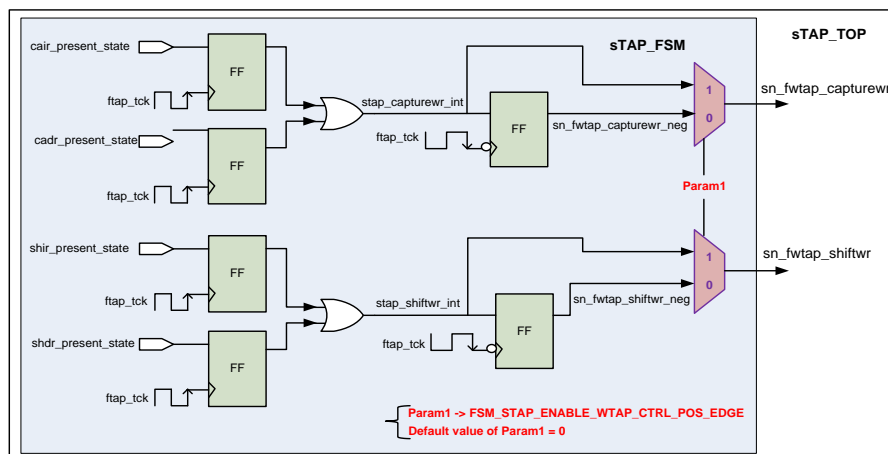 sTAP_FSM
sTAP_TOP
cair_present_state
FF
ftap_tck
stap_capturewr_int
1
0
sn_fwtap_capturewr
FF
sn_fwtap_capturewr_neg
ftap_tck
cadr_present_state
FF
ftap_tck
Param1
shir_present_state
FF
ftap_tck
stap_shiftwr_int
1
0
sn_fwtap_shiftwr
FF
sn_fwtap_shiftwr_neg
ftap_tck
shdr_present_state
FF
ftap_tck
Param1 -> FSM_STAP_ENABLE_WTAP_CTRL_POS_EDGE
Default value of Param1 = 0